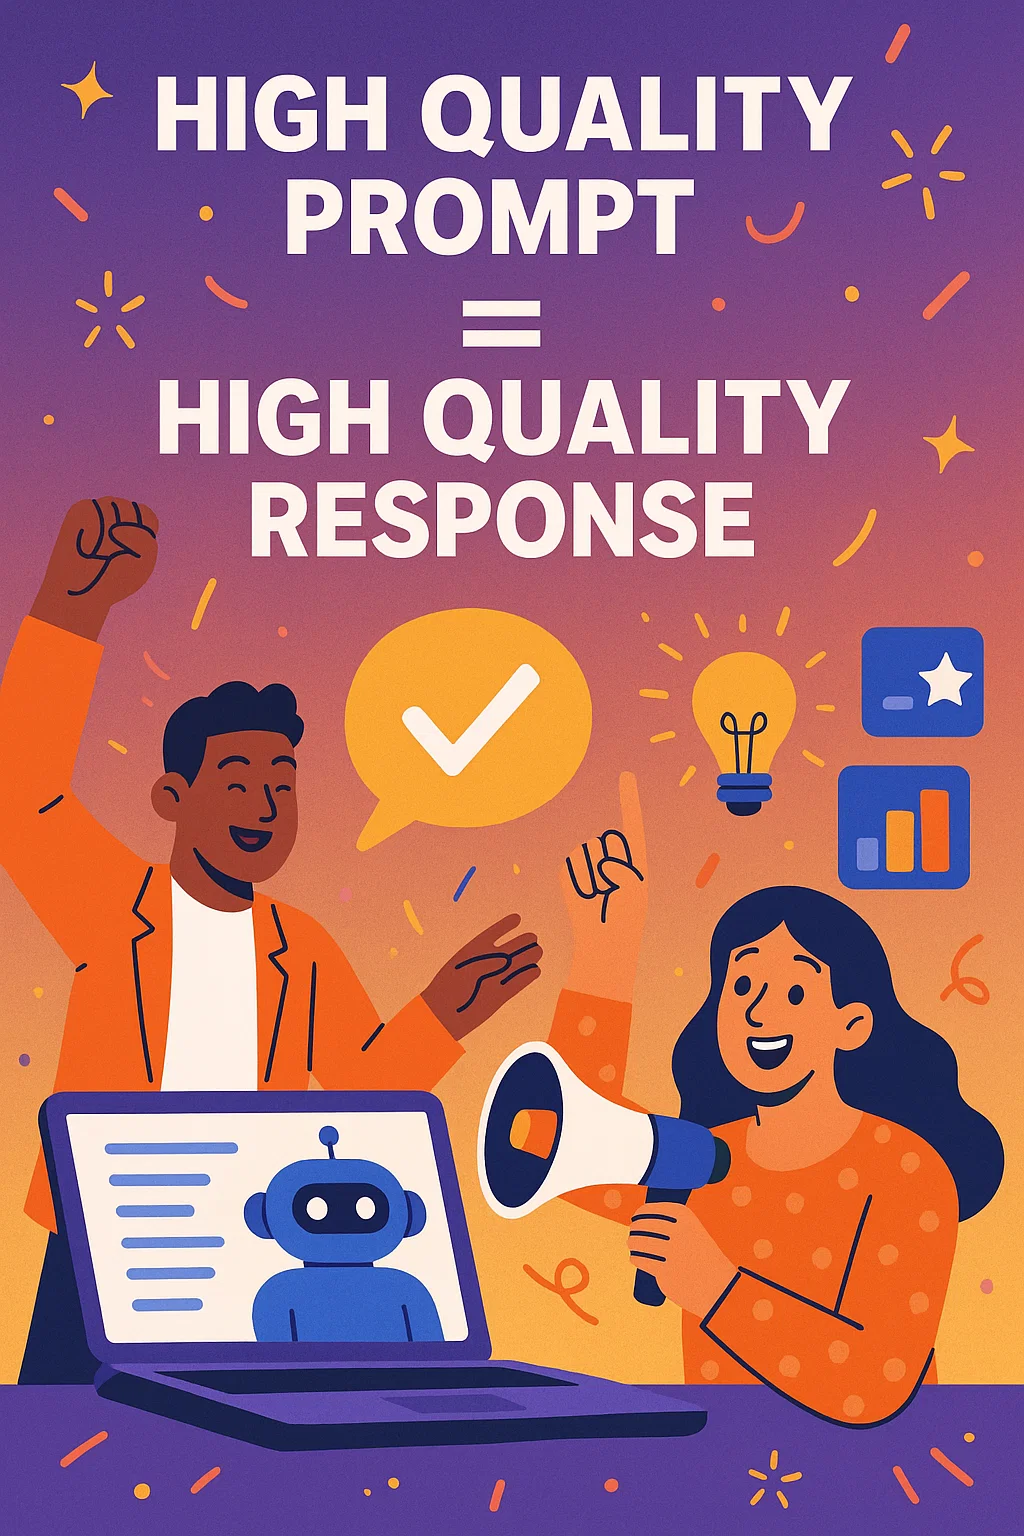 HIGH QUALITY
PROMPT
=
HIGH QUALITY
RESPONSE